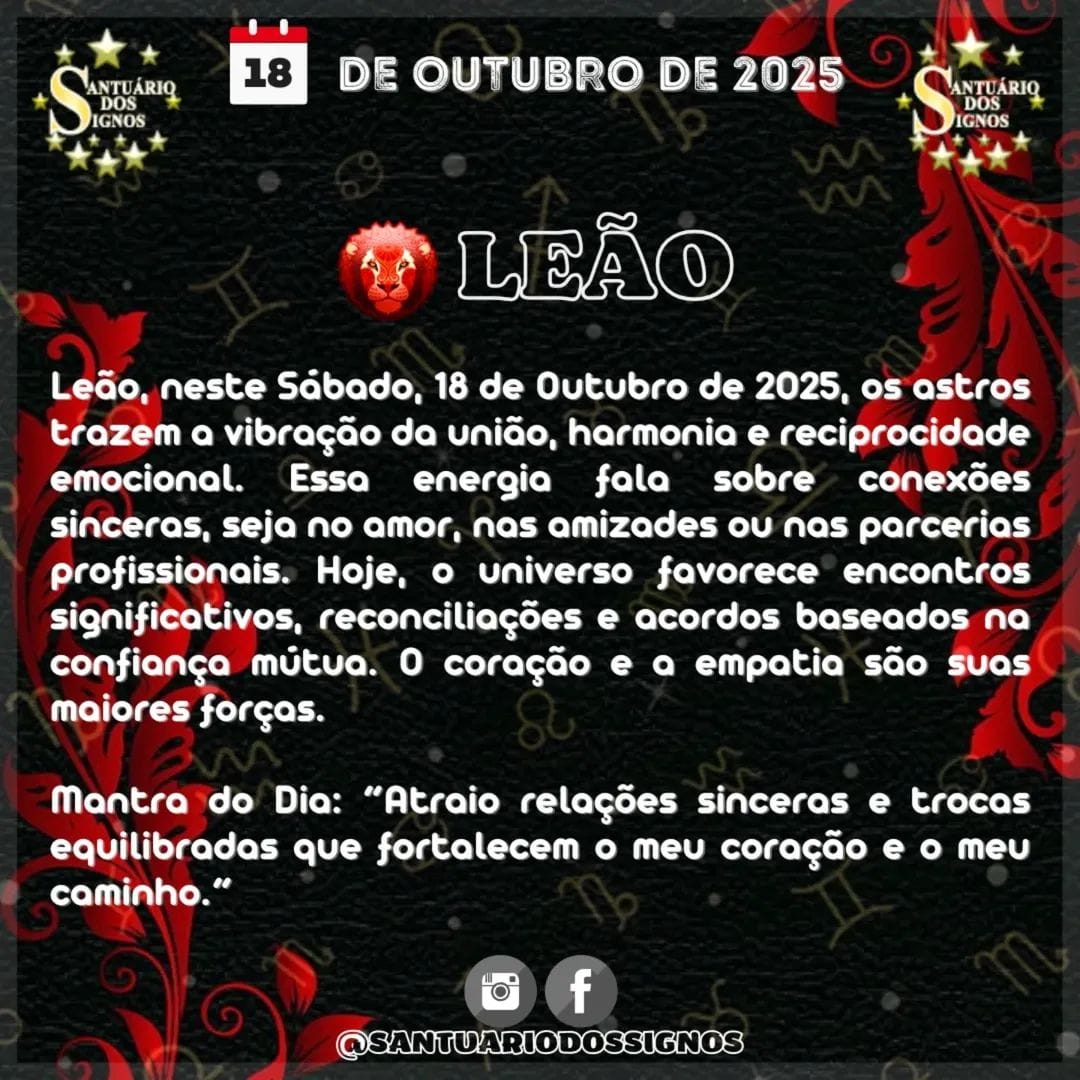 SANTUÁRIO
DOS
SIGNOS
18 DE OUTUBRO DE 2025
SANTUÁRIO
DOS
SIGNOS
LEÃO
Leão, neste Sábado, 18 de Outubro de 2025, os astros
trazem a vibração da união, harmonia e reciprocidade
emocional. Essa energia fala sobre conexões
sinceras, seja no amor, nas amizades ou nas parcerias
profissionais. Hoje, o universo favorece encontros
significativos, reconciliações e acordos baseados na
confiança mútua. O coração e a empatia são suas
maiores forças.
Mantra do Dia: “Atraio relações sinceras e trocas
equilibradas que fortalecem o meu coração e o meu
caminho.”
f
@SANTUARIODOSSIGNOS